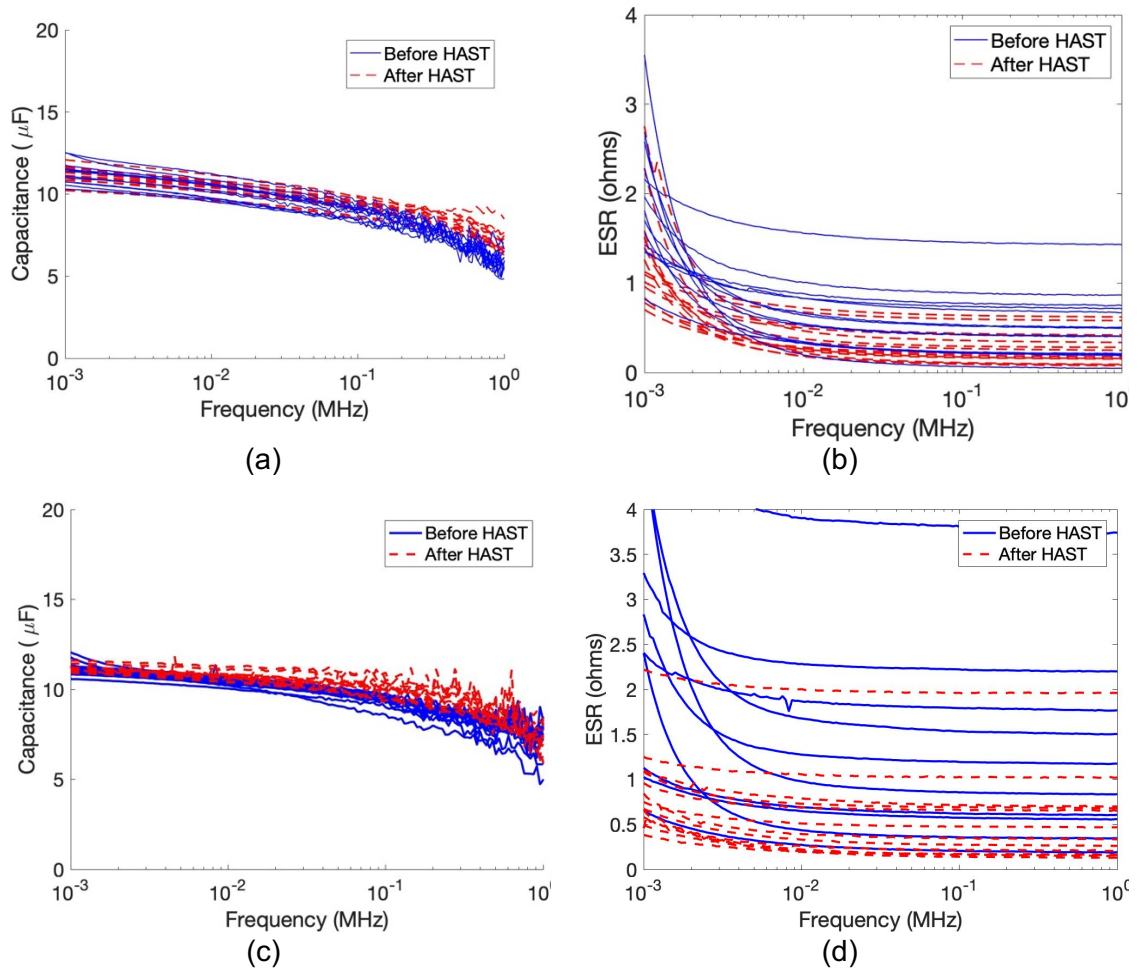 20
15
10
5
0
Capacitance ( μF)
Before HAST
After HAST
10⁻³
10⁻²
10⁻¹
10⁰
Frequency (MHz)
(a)
4
3
2
1
0
ESR (ohms)
Before HAST
After HAST
10⁻³
10⁻²
10⁻¹
10⁰
Frequency (MHz)
(b)
20
15
10
5
0
Capacitance ( μF)
Before HAST
After HAST
10⁻³
10⁻²
10⁻¹
Frequency (MHz)
(c)
4
3.5
3
2.5
2
1.5
1
0.5
0
ESR (ohms)
Before HAST
After HAST
10⁻³
10⁻²
10⁻¹
10⁰
Frequency (MHz)
(d)